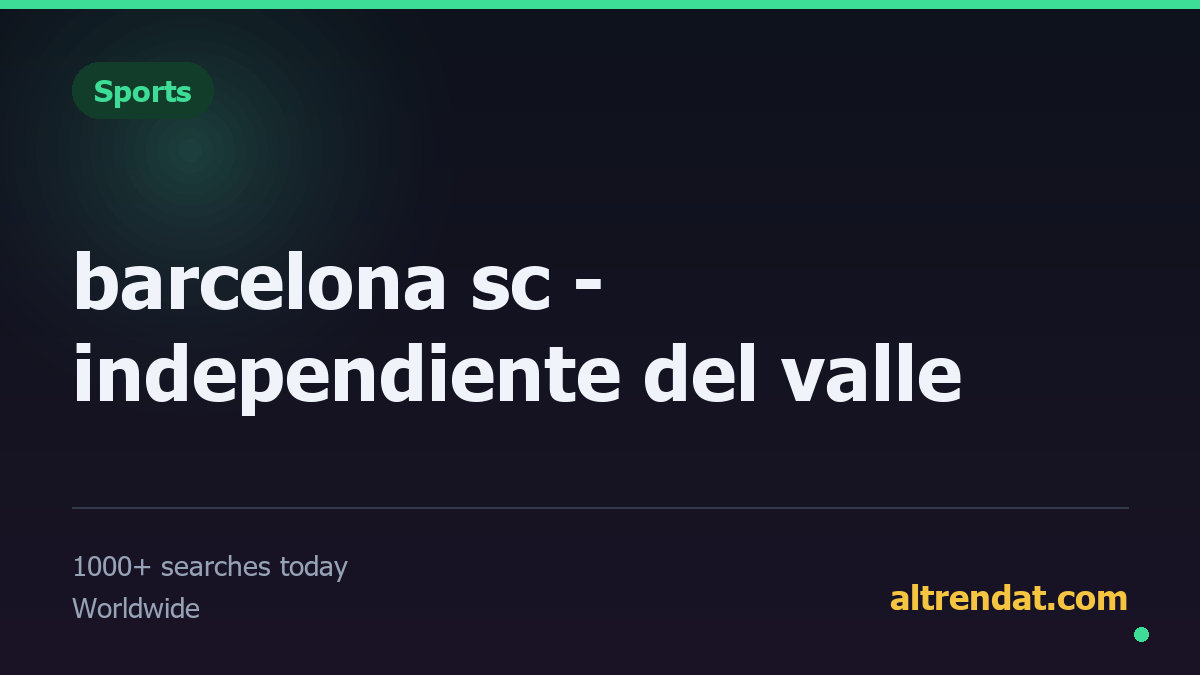 Sports
barcelona sc -
independiente del valle
1000+ searches today
Worldwide
altrendat.com